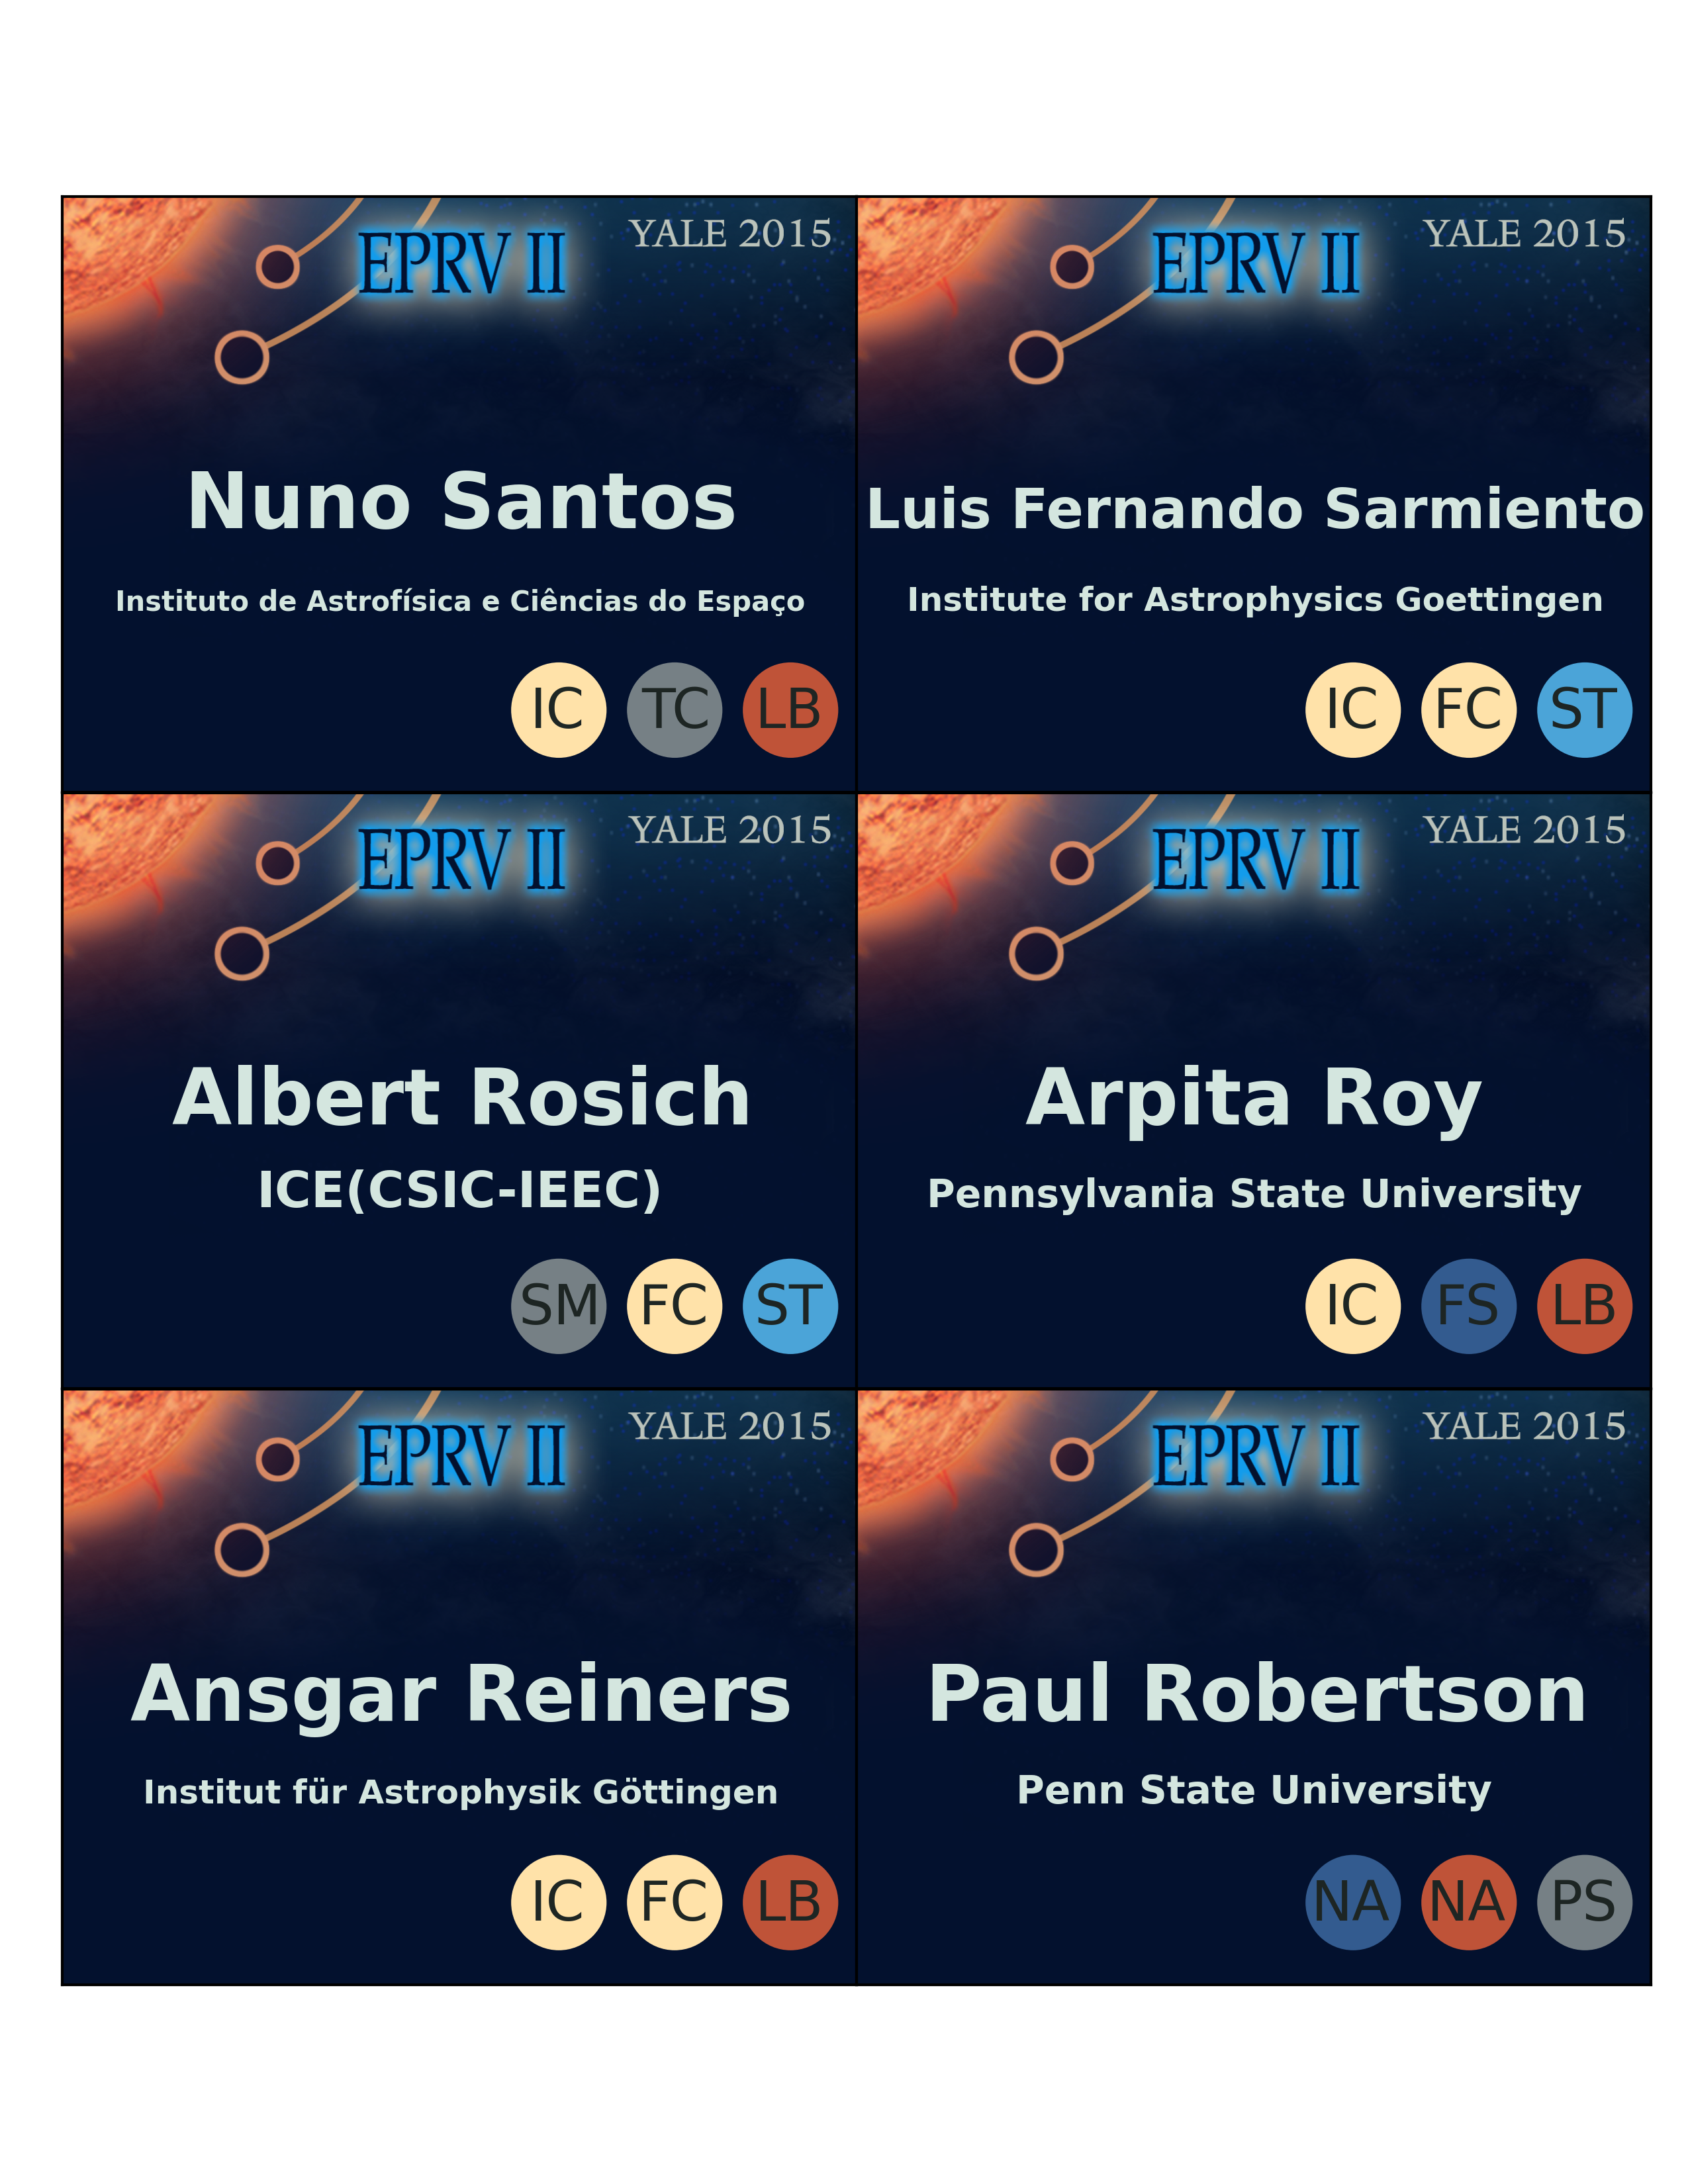 EPRV II YALE 2015
Nuno Santos
Instituto de Astrofísica e Ciências do Espaço
IC TC LB
EPRV II YALE 2015
Luis Fernando Sarmiento
Institute for Astrophysics Goettingen
IC FC ST
EPRV II YALE 2015
Albert Rosich
ICE(CSIC-IEEC)
SM FC ST
EPRV II YALE 2015
Arpita Roy
Pennsylvania State University
IC FS LB
EPRV II YALE 2015
Ansgar Reiners
Institut für Astrophysik Göttingen
IC FC LB
EPRV II YALE 2015
Paul Robertson
Penn State University
NA NA PS